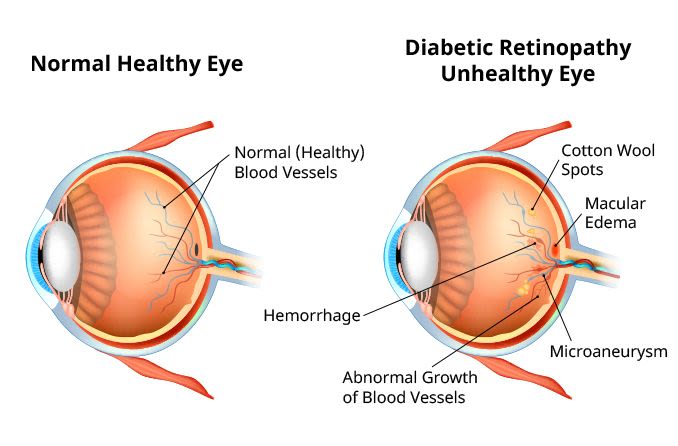 Normal Healthy Eye
Diabetic Retinopathy
Unhealthy Eye
Normal (Healthy)
Blood Vessels
Cotton Wool
Spots
Macular
Edema
Hemorrhage
Microaneurysm
Abnormal Growth
of Blood Vessels